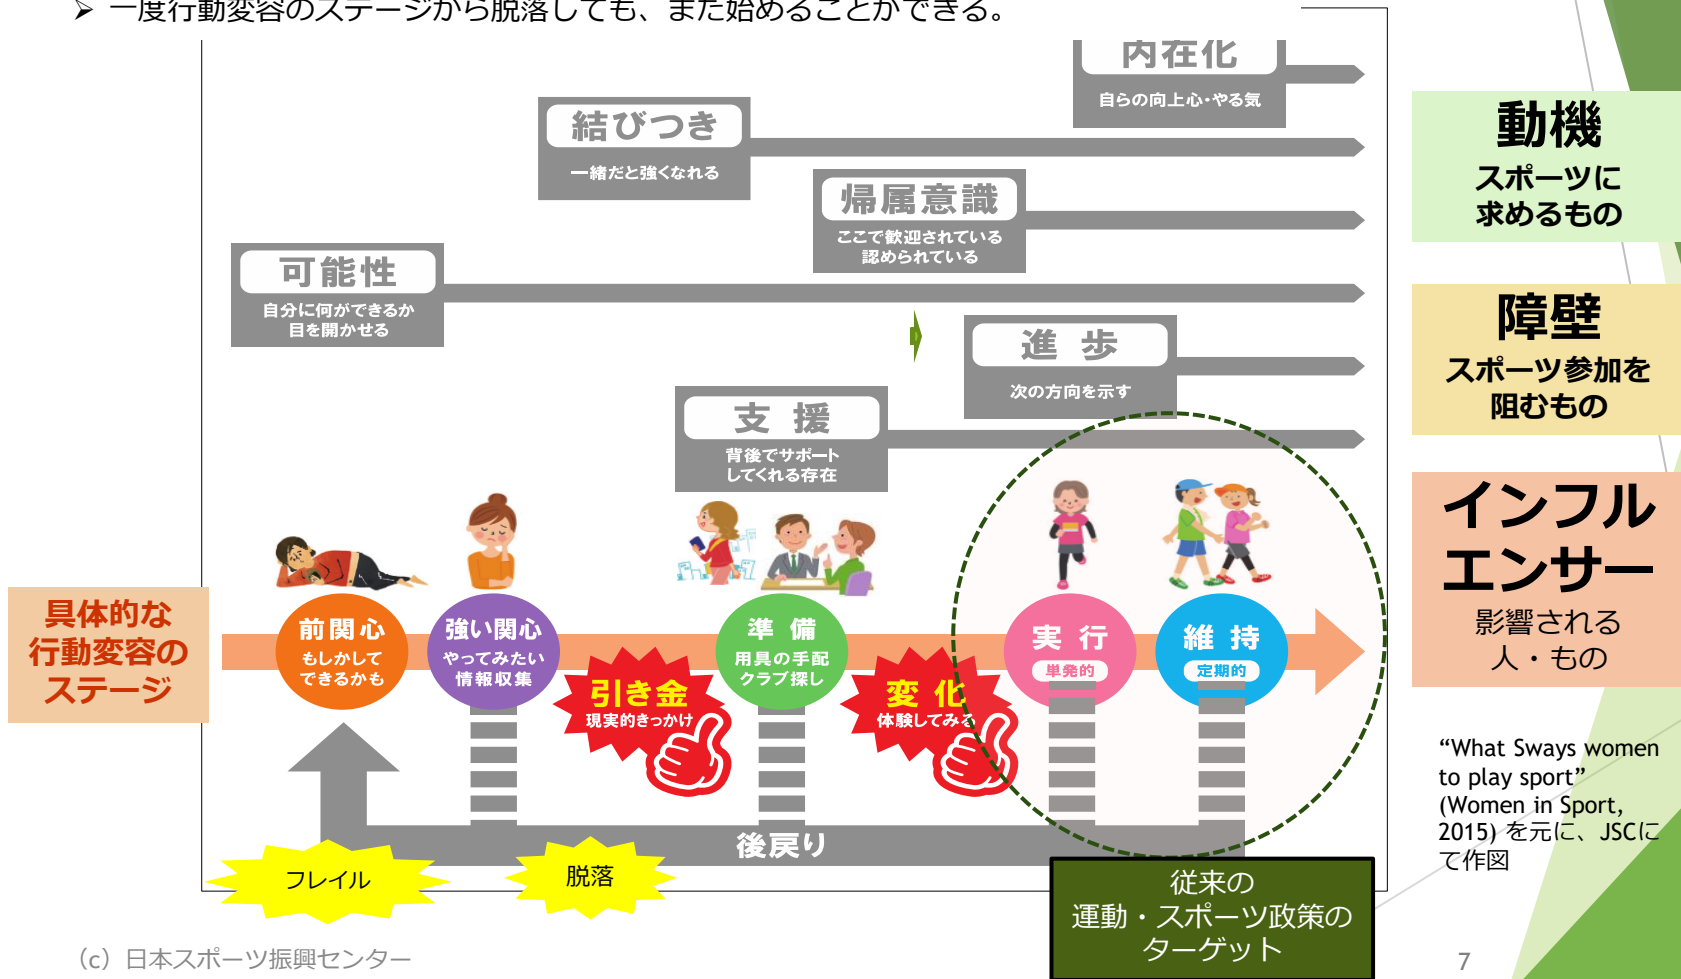 ➢ 一度行動変容のステージから脱落しても、また始めることができる。
内在化
自らの向上心・やる気
結びつき
一緒だと強くなれる
帰属意識
ここで歓迎されている
認められている
可能性
自分に何ができるか
目を開かせる
進 歩
次の方向を示す
支 援
背後でサポート
してくれる存在
動機
スポーツに
求めるもの
障壁
スポーツ参加を
阻むもの
インフル
エンサー
影響される
人・もの
具体的な
行動変容の
ステージ
前関心
もしかして
できるかも
強い関心
やってみたい
情報収集
引き金
現実的きっかけ
準 備
用具の手配
クラブ探し
変 化
体験してみる
実 行
単発的
維 持
定期的
後戻り
フレイル
脱落
従来の
運動・スポーツ政策の
ターゲット
“What Sways women
to play sport”
(Women in Sport,
2015) を元に、JSCに
て作図
（c）日本スポーツ振興センター
7